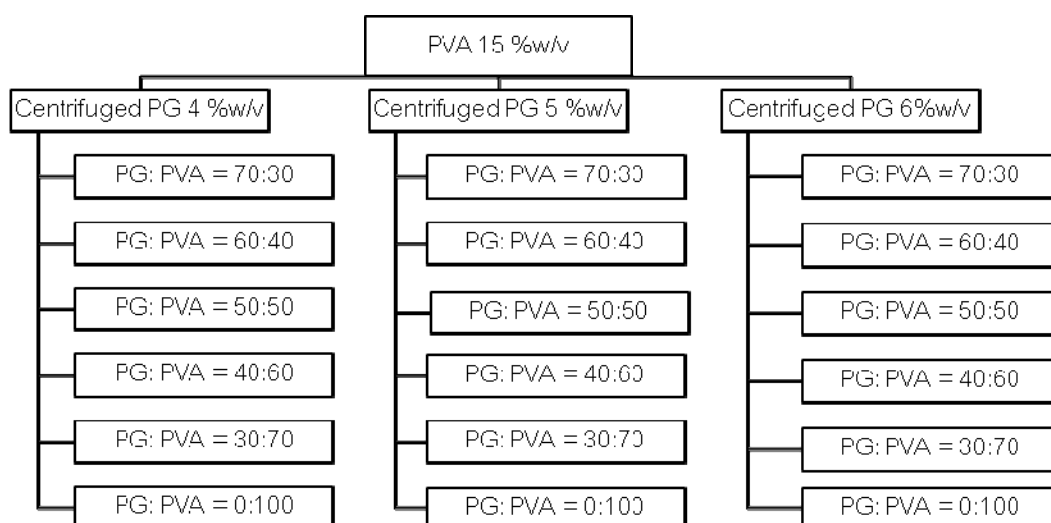 PVA 15 %w/v
Centrifuged PG 4 %w/v
PG: PVA = 70:30
PG: PVA = 60:40
PG: PVA = 50:50
PG: PVA = 40:60
PG: PVA = 30:70
PG: PVA = 0:100
Centrifuged PG 5 %w/v
PG: PVA = 70:30
PG: PVA = 60:40
PG: PVA = 50:50
PG: PVA = 40:60
PG: PVA = 30:70
PG: PVA = 0:100
Centrifuged PG 6%w/v
PG: PVA = 70:30
PG: PVA = 60:40
PG: PVA = 50:50
PG: PVA = 40:60
PG: PVA = 30:70
PG: PVA = 0:100